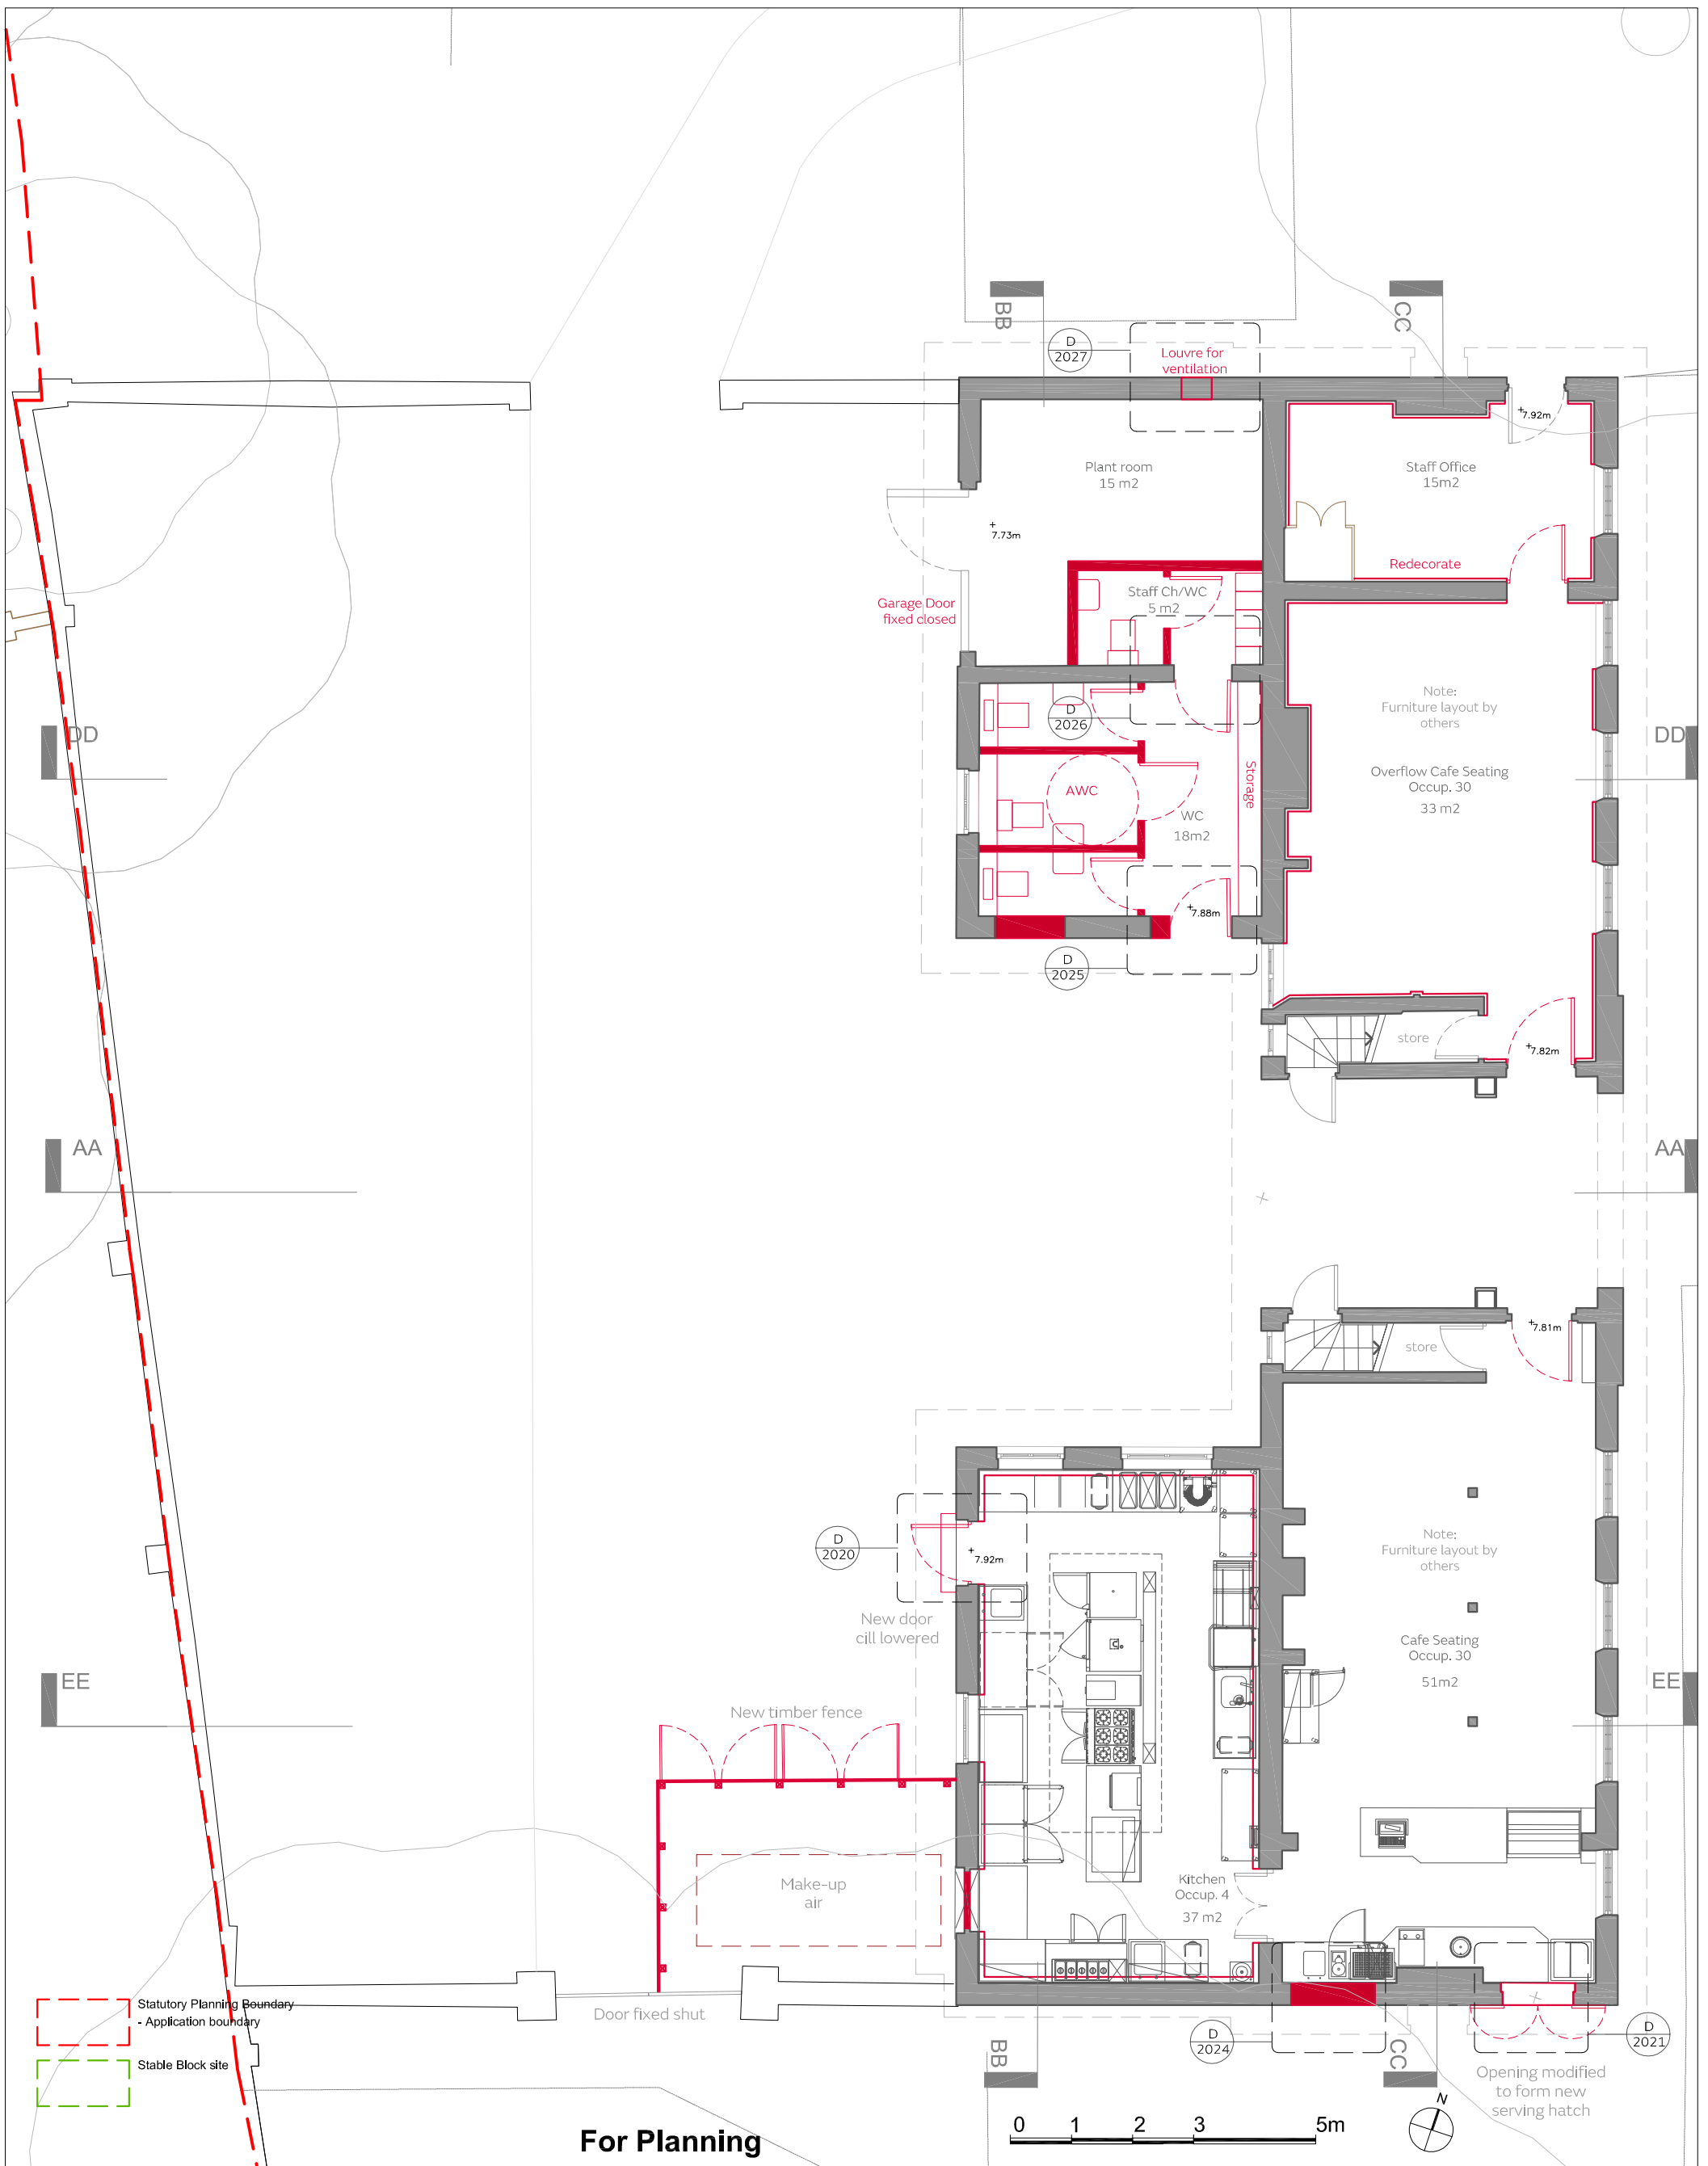 BB
CC
D
2027
Louvre for
ventilation
7.92m
Plant room
15 m2
Staff Office
15m2
7.73m
Redecorate
Staff Ch/WC
5 m2
Garage Door
fixed closed
Note:
Furniture layout by
others
D
2026
DD
DD
Overflow Cafe Seating
Occup. 30
33 m2
AWC
Storage
WC
18m2
7.88m
D
2025
store
7.82m
AA
AA
7.81m
store
D
2020
7.92m
Note:
Furniture layout by
others
New door
cill lowered
Cafe Seating
Occup. 30
51m2
EE
EE
New timber fence
Make-up
air
Kitchen
Occup. 4
37 m2
Statutory Planning Boundary
- Application boundary
Door fixed shut
Stable Block site
D
2024
D
2021
BB
CC
Opening modified
to form new
serving hatch
For Planning
0 1 2 3 5m
N